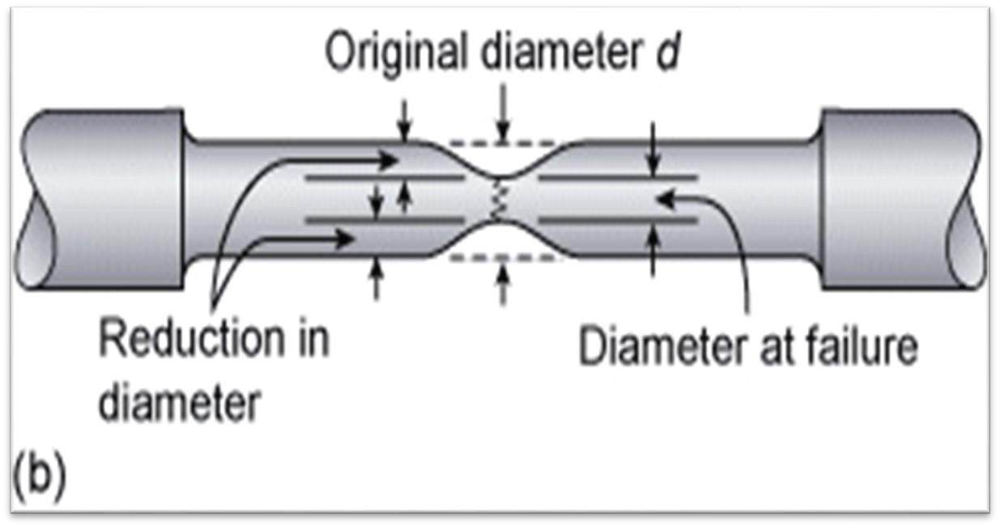 Original diameter d
Reduction in
diameter
Diameter at failure
(b)